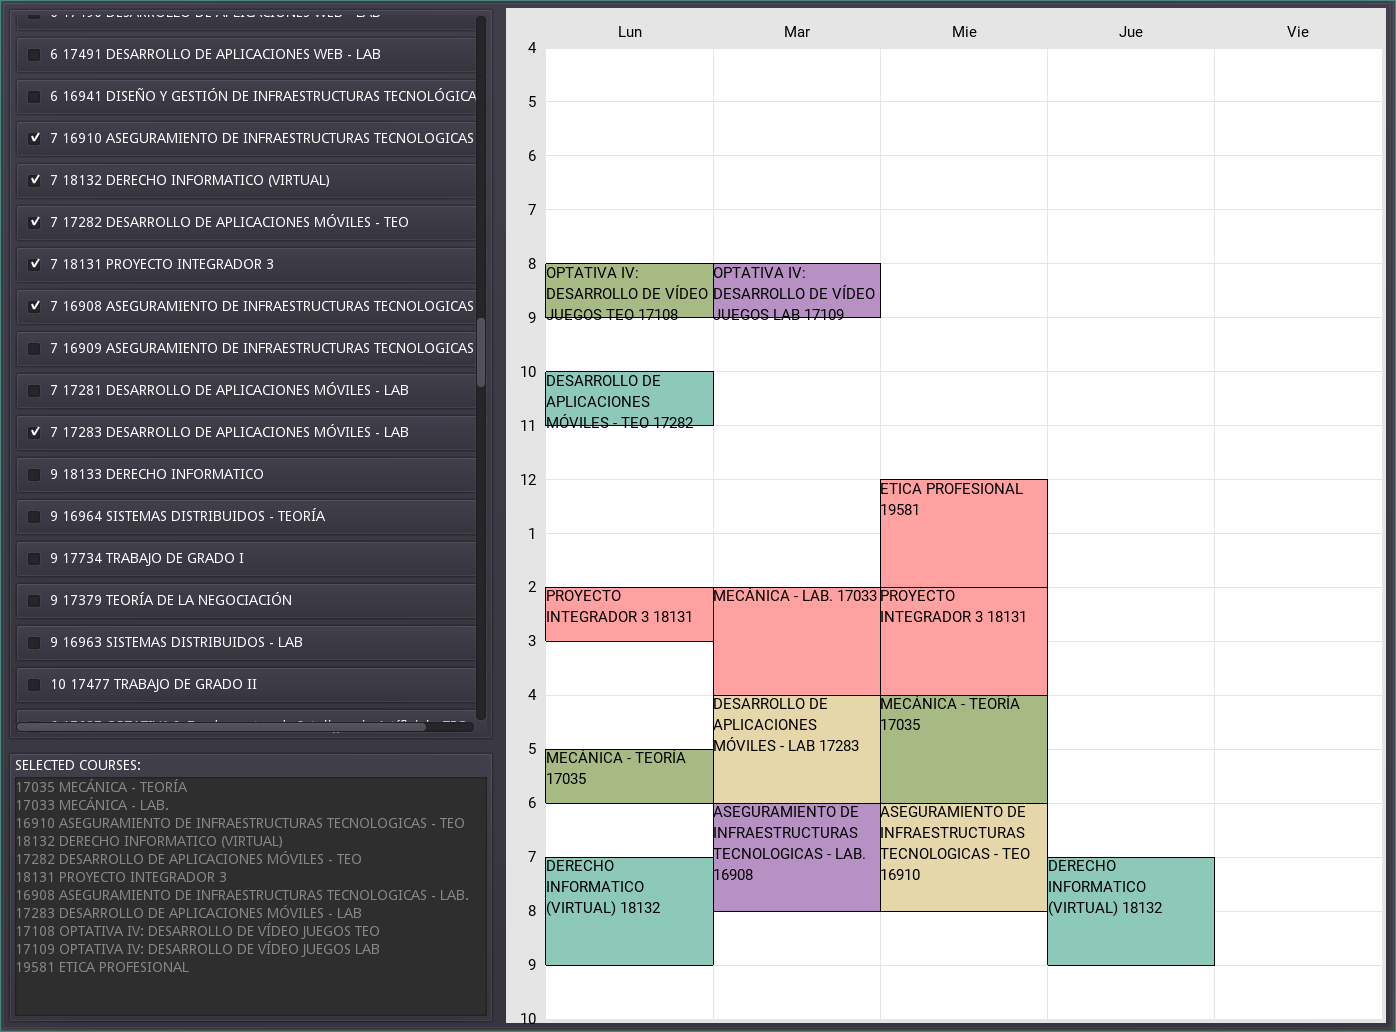 6 17490 DESARROLLO DE APLICACIONES WEB - LAB
6 17491 DESARROLLO DE APLICACIONES WEB - LAB
6 16941 DISEÑO Y GESTIÓN DE INFRAESTRUCTURAS TECNOLÓGICA
7 16910 ASEGURAMIENTO DE INFRAESTRUCTURAS TECNOLOGICAS
7 18132 DERECHO INFORMATICO (VIRTUAL)
7 17282 DESARROLLO DE APLICACIONES MÓVILES - TEO
7 18131 PROYECTO INTEGRADOR 3
7 16908 ASEGURAMIENTO DE INFRAESTRUCTURAS TECNOLOGICAS
7 16909 ASEGURAMIENTO DE INFRAESTRUCTURAS TECNOLOGICAS
7 17281 DESARROLLO DE APLICACIONES MÓVILES - LAB
7 17283 DESARROLLO DE APLICACIONES MÓVILES - LAB
9 18133 DERECHO INFORMATICO
9 16964 SISTEMAS DISTRIBUIDOS - TEORÍA
9 17734 TRABAJO DE GRADO I
9 17379 TEORÍA DE LA NEGOCIACIÓN
9 16963 SISTEMAS DISTRIBUIDOS - LAB
10 17477 TRABAJO DE GRADO II
SELECTED COURSES:
17035 MECÁNICA - TEORÍA
17033 MECÁNICA - LAB.
16910 ASEGURAMIENTO DE INFRAESTRUCTURAS TECNOLOGICAS - TEO
18132 DERECHO INFORMATICO (VIRTUAL)
17282 DESARROLLO DE APLICACIONES MÓVILES - TEO
18131 PROYECTO INTEGRADOR 3
16908 ASEGURAMIENTO DE INFRAESTRUCTURAS TECNOLOGICAS - LAB.
17283 DESARROLLO DE APLICACIONES MÓVILES - LAB
17108 OPTATIVA IV: DESARROLLO DE VÍDEO JUEGOS TEO
17109 OPTATIVA IV: DESARROLLO DE VÍDEO JUEGOS LAB
19581 ETICA PROFESIONAL
Lun Mar Mie Jue Vie
4
5
6
7
8
9
10
11
12
1
2
3
4
5
6
7
8
9
10
OPTATIVA IV:
DESARROLLO DE VÍDEO
JUEGOS TEO 17108
DESARROLLO DE
APLICACIONES
MÓVILES - TEO 17282
PROYECTO
INTEGRADOR 3 18131
MECÁNICA - TEORÍA
17035
DERECHO
INFORMATICO
(VIRTUAL) 18132
OPTATIVA IV:
DESARROLLO DE VÍDEO
JUEGOS LAB 17109
MECÁNICA - LAB. 17033
DESARROLLO DE
APLICACIONES
MÓVILES - LAB 17283
ASEGURAMIENTO DE
INFRAESTRUCTURAS
TECNOLOGICAS - LAB.
16908
ETICA PROFESIONAL
19581
PROYECTO
INTEGRADOR 3 18131
MECÁNICA - TEORÍA
17035
ASEGURAMIENTO DE
INFRAESTRUCTURAS
TECNOLOGICAS - TEO
16910
DERECHO
INFORMATICO
(VIRTUAL) 18132